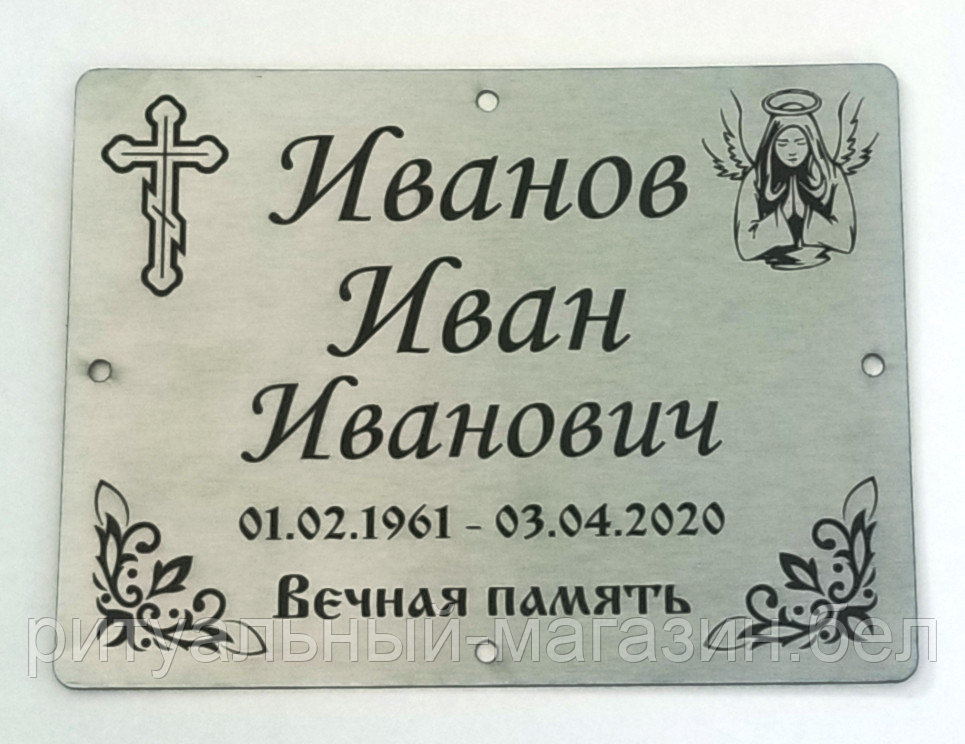 Иванов
Иван
Иванович
01.02.1961 - 03.04.2020
Вечная память
ритуальный-магазин.бел